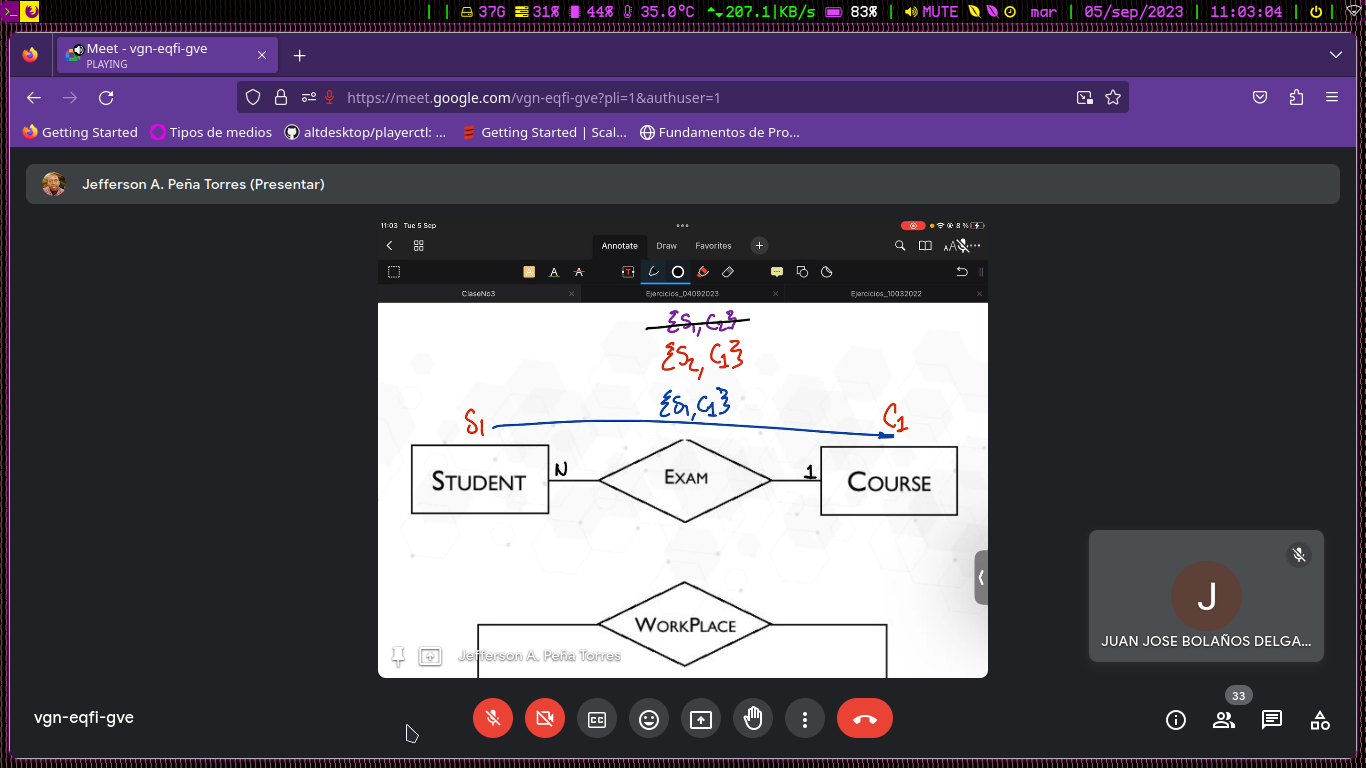 37G 31% 44% 35.0°C 207.1|KB/s 83% MUTE mar 05/sep/2023 11:03:04
Meet - vgn-eqfi-gve
PLAYING
https://meet.google.com/vgn-eqfi-gve?pli=1&authuser=1
Getting Started Tipos de medios altdesktop/playerctl: ... Getting Started | Scal... Fundamentos de Pro...
Jefferson A. Peña Torres (Presentar)
11:03 Tue 5 Sep 8 %
Annotate Draw Favorites
ClaseNo3 Ejercicios_04092023 Ejercicios_10032022
{S1, C2}
{S2, C1}
{S1, C1}
S1 C1
STUDENT N EXAM 1 COURSE
WORKPLACE
Jefferson A. Peña Torres
J
JUAN JOSE BOLAÑOS DELGA...
33
vgn-eqfi-gve